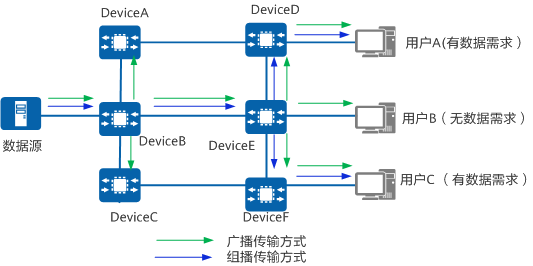 DeviceA
DeviceD
用户A(有数据需求）
数据源
DeviceB
DeviceE
用户B（无数据需求）
DeviceC
DeviceF
用户C（有数据需求）
广播传输方式
组播传输方式